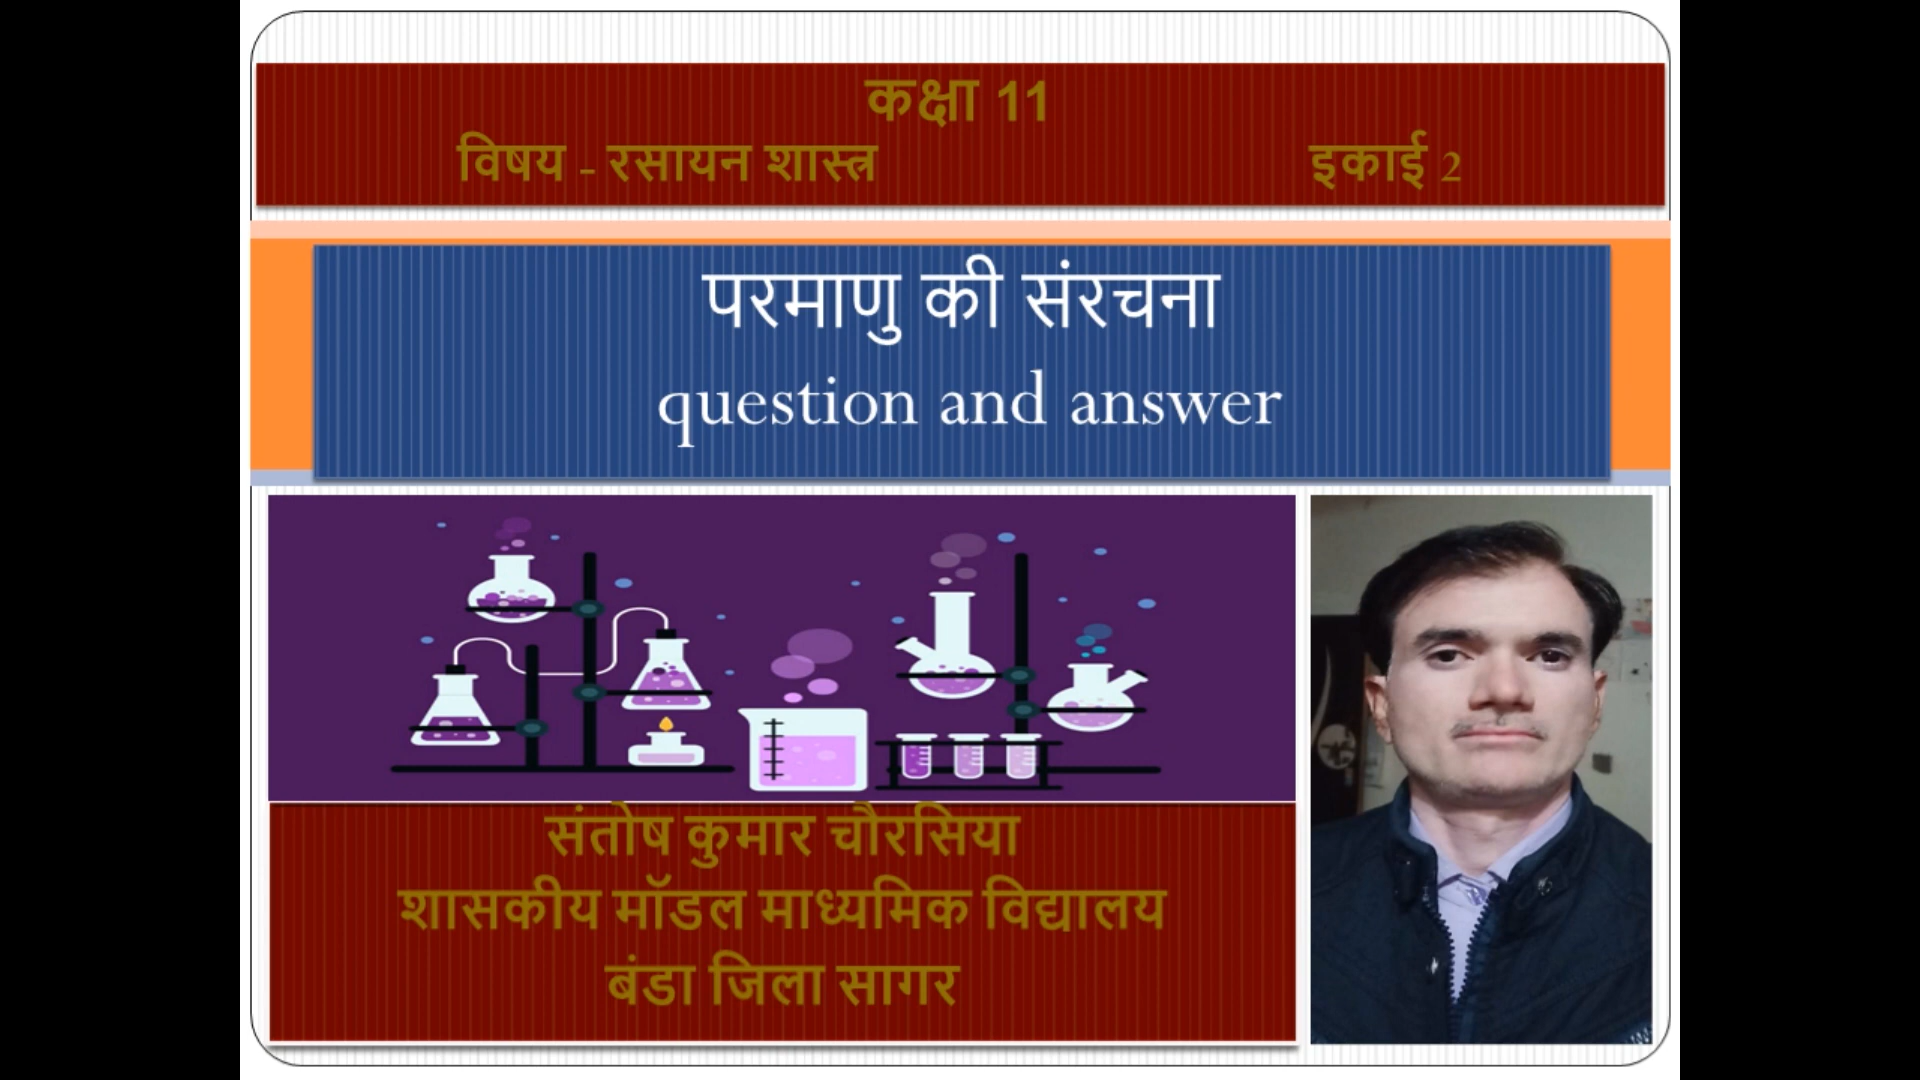 कक्षा 11
विषय - रसायन शास्त्र इकाई 2
परमाणु की संरचना
question and answer
संतोष कुमार चौरसिया
शासकीय मॉडल माध्यमिक विद्यालय
बंडा जिला सागर